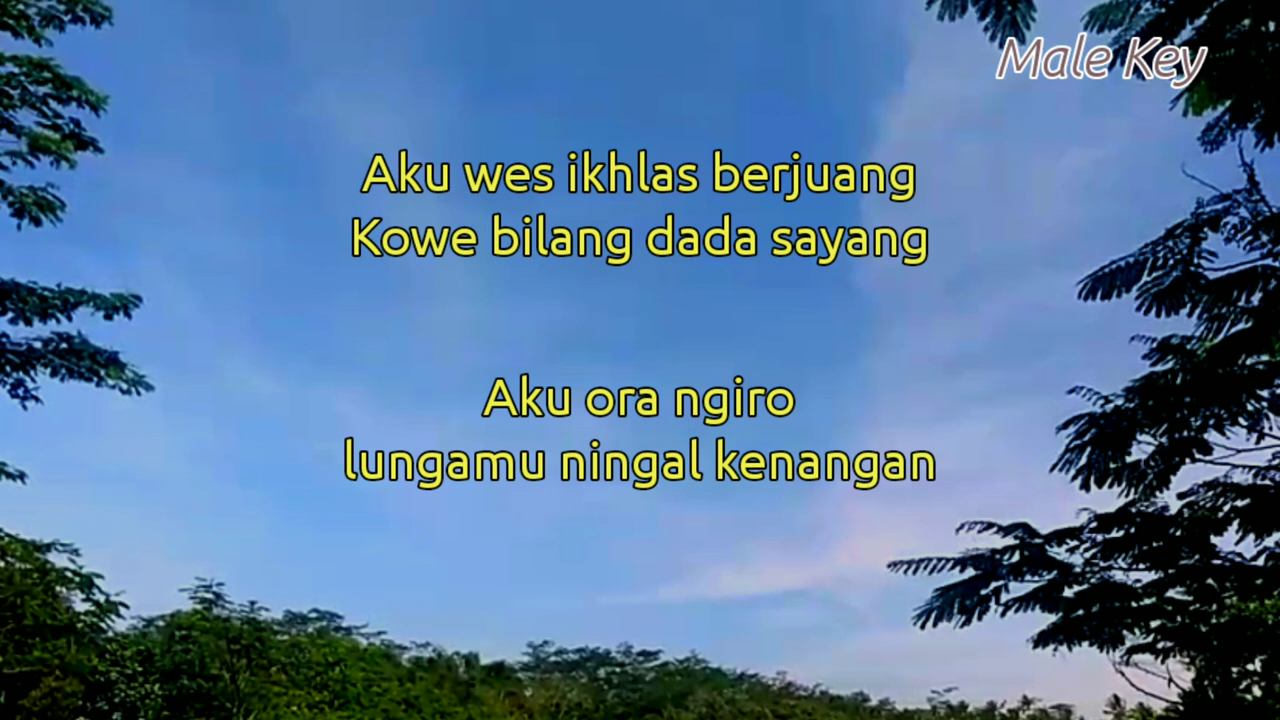 Male Key
Aku wes ikhlas berjuang
Kowe bilang dada sayang
Aku ora ngiro
lungamu ningal kenangan